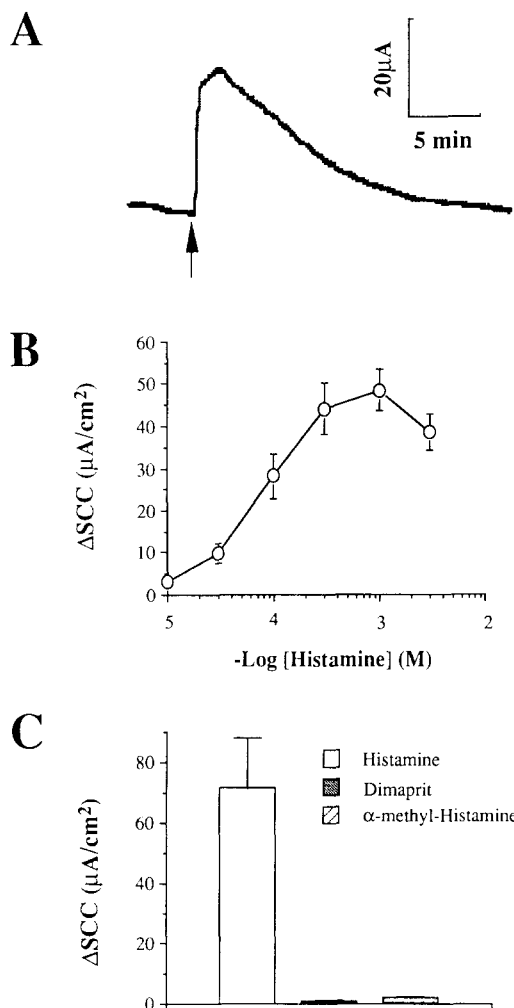 A
20µA
5 min
B
60
50
40
30
20
10
0
ΔSCC (µA/cm²)
5 4 3 2
-Log [Histamine] (M)
C
80
60
40
20
0
ΔSCC (µA/cm²)
Histamine
Dimaprit
α-methyl-Histamine